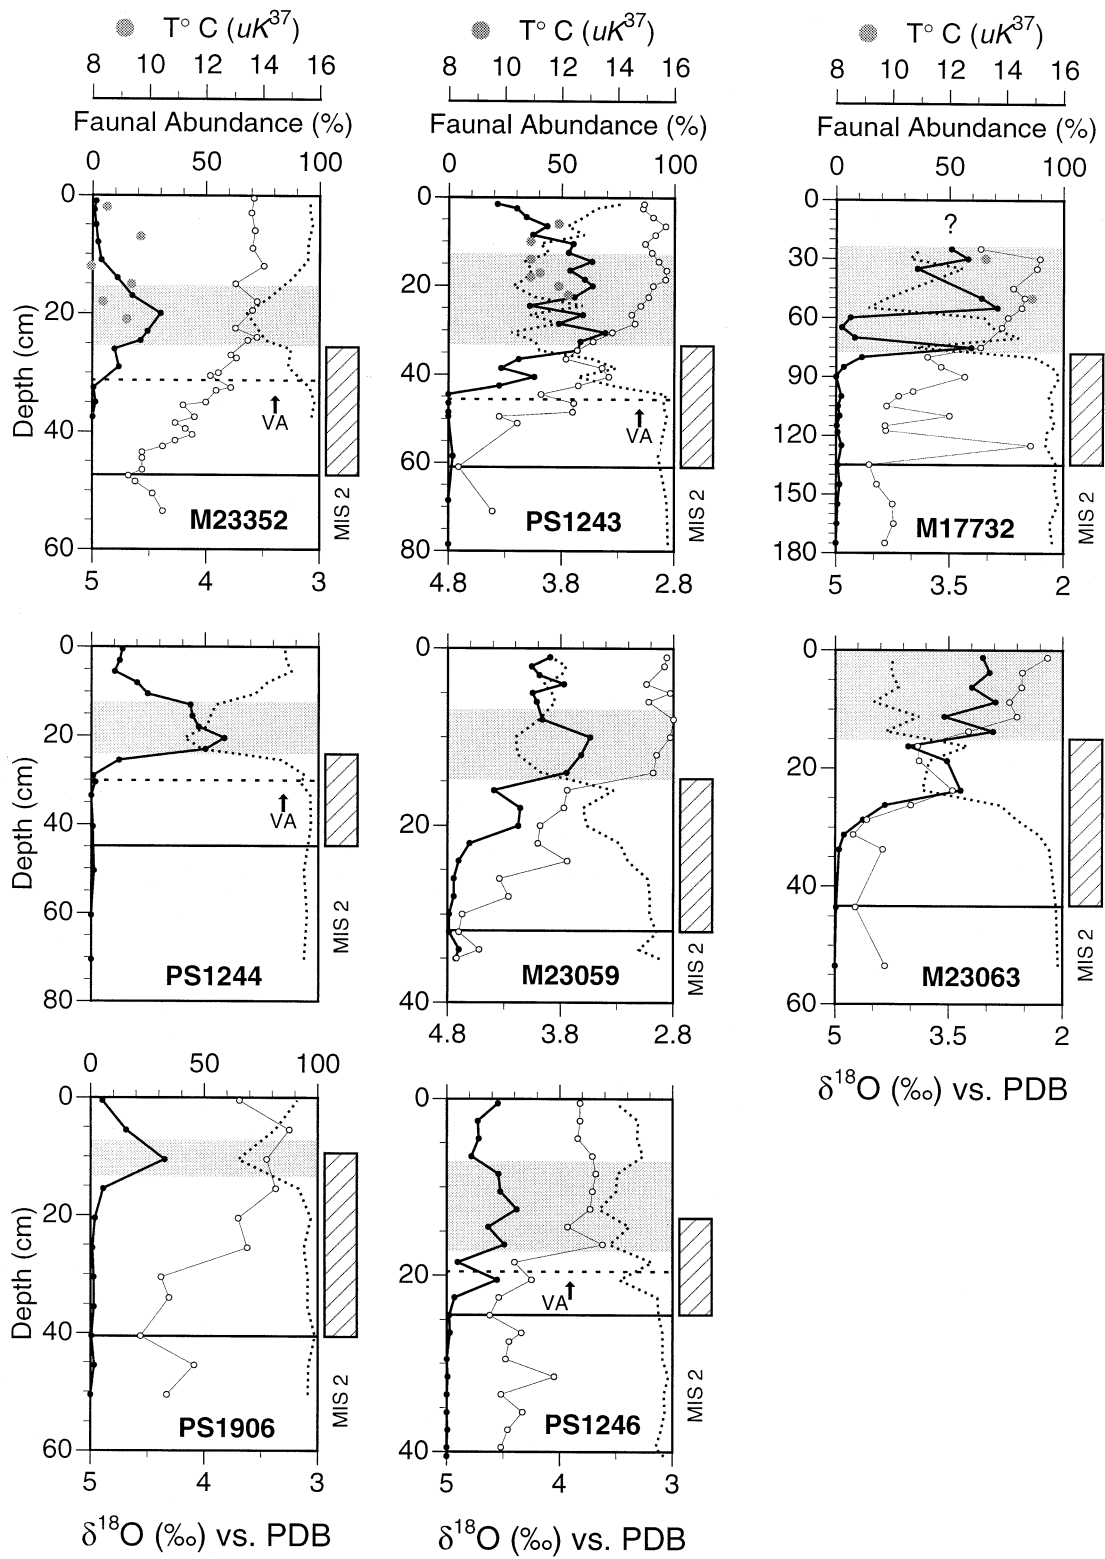 T° C (uK³⁷) T° C (uK³⁷) T° C (uK³⁷)
8 10 12 14 16 8 10 12 14 16 8 10 12 14 16
Faunal Abundance (%) Faunal Abundance (%) Faunal Abundance (%)
0 50 100 0 50 100 0 50 100
Depth (cm)
0
20
40
60
VA
M23352
MIS 2
5 4 3
0
20
40
60
80
VA
PS1243
MIS 2
4.8 3.8 2.8
0
30
60
90
120
150
180
?
M17732
MIS 2
5 3.5 2
Depth (cm)
0
20
40
60
80
VA
PS1244
MIS 2
0
20
40
M23059
MIS 2
4.8 3.8 2.8
0
20
40
60
M23063
MIS 2
5 3.5 2
δ¹⁸O (‰) vs. PDB
0 50 100
Depth (cm)
0
20
40
60
PS1906
MIS 2
5 4 3
δ¹⁸O (‰) vs. PDB
0
20
40
VA
PS1246
MIS 2
5 4 3
δ¹⁸O (‰) vs. PDB